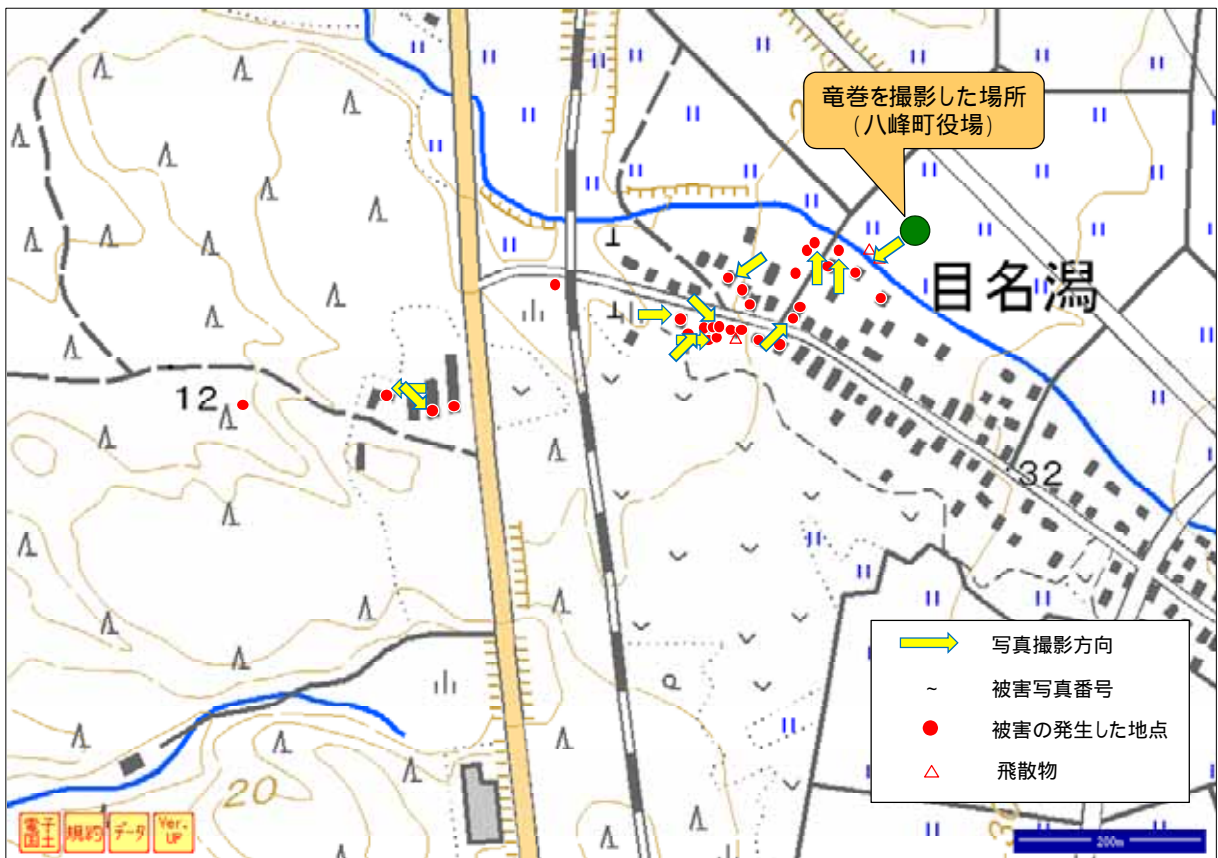 竜巻を撮影した場所
(八峰町役場)
目名潟
12
32
写真撮影方向
~ 被害写真番号
被害の発生した地点
飛散物
20
電子国土
規約
データ
Ver.UP
200m